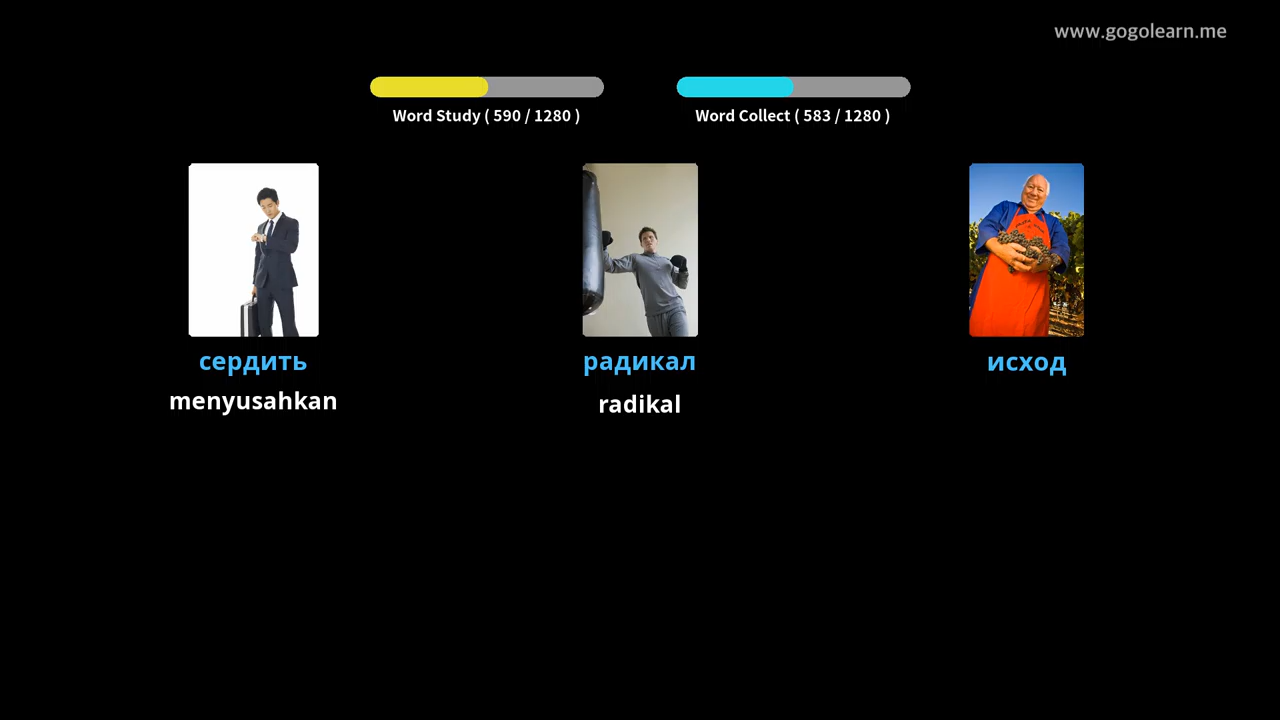 www.gogolearn.me
Word Study ( 590 / 1280 )
Word Collect ( 583 / 1280 )
сердить
радикал
исход
menyusahkan
radikal